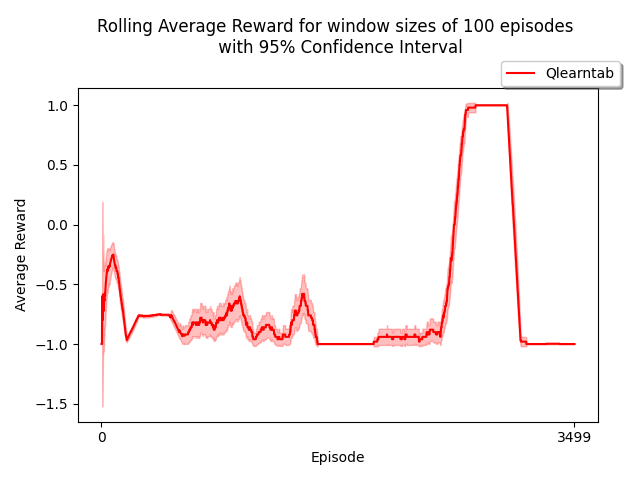 Rolling Average Reward for window sizes of 100 episodes
with 95% Confidence Interval
Qlearntab
1.0
0.5
0.0
−0.5
−1.0
−1.5
Average Reward
0
3499
Episode